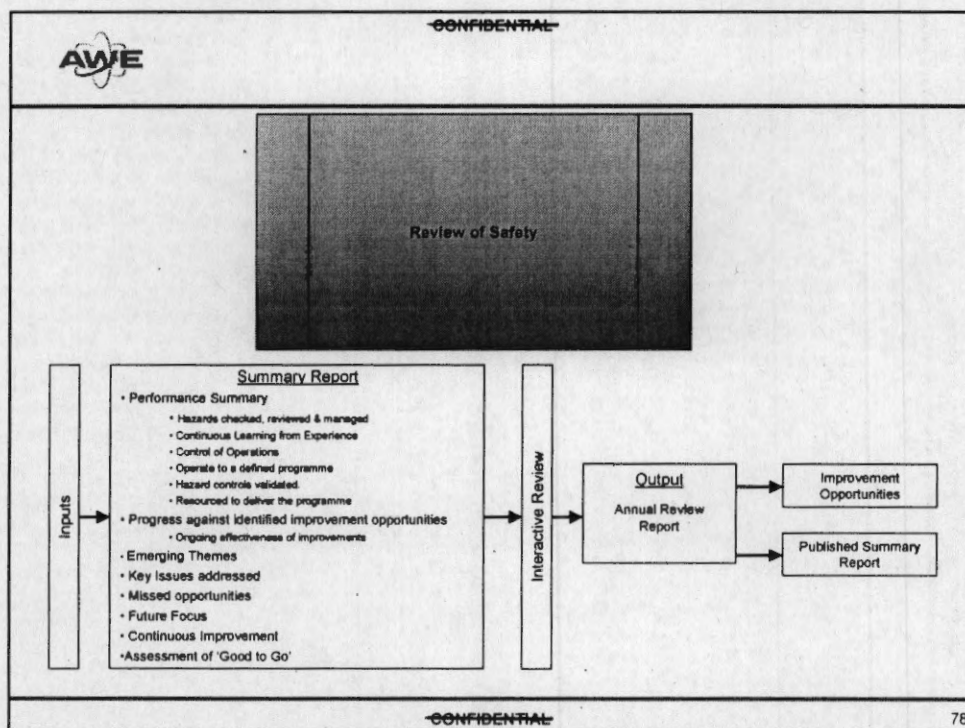 CONFIDENTIAL
AWE
Review of Safety
Inputs
Summary Report
• Performance Summary
• Hazards checked, reviewed & managed
• Continuous Learning from Experience
• Control of Operations
• Operate to a defined programme
• Hazard controls validated
• Resourced to deliver the programme
• Progress against identified improvement opportunities
• Ongoing effectiveness of improvements
• Emerging Themes
• Key Issues addressed
• Missed opportunities
• Future Focus
• Continuous Improvement
•Assessment of 'Good to Go'
Interactive Review
Output
Annual Review
Report
Improvement
Opportunities
Published Summary
Report
CONFIDENTIAL
78